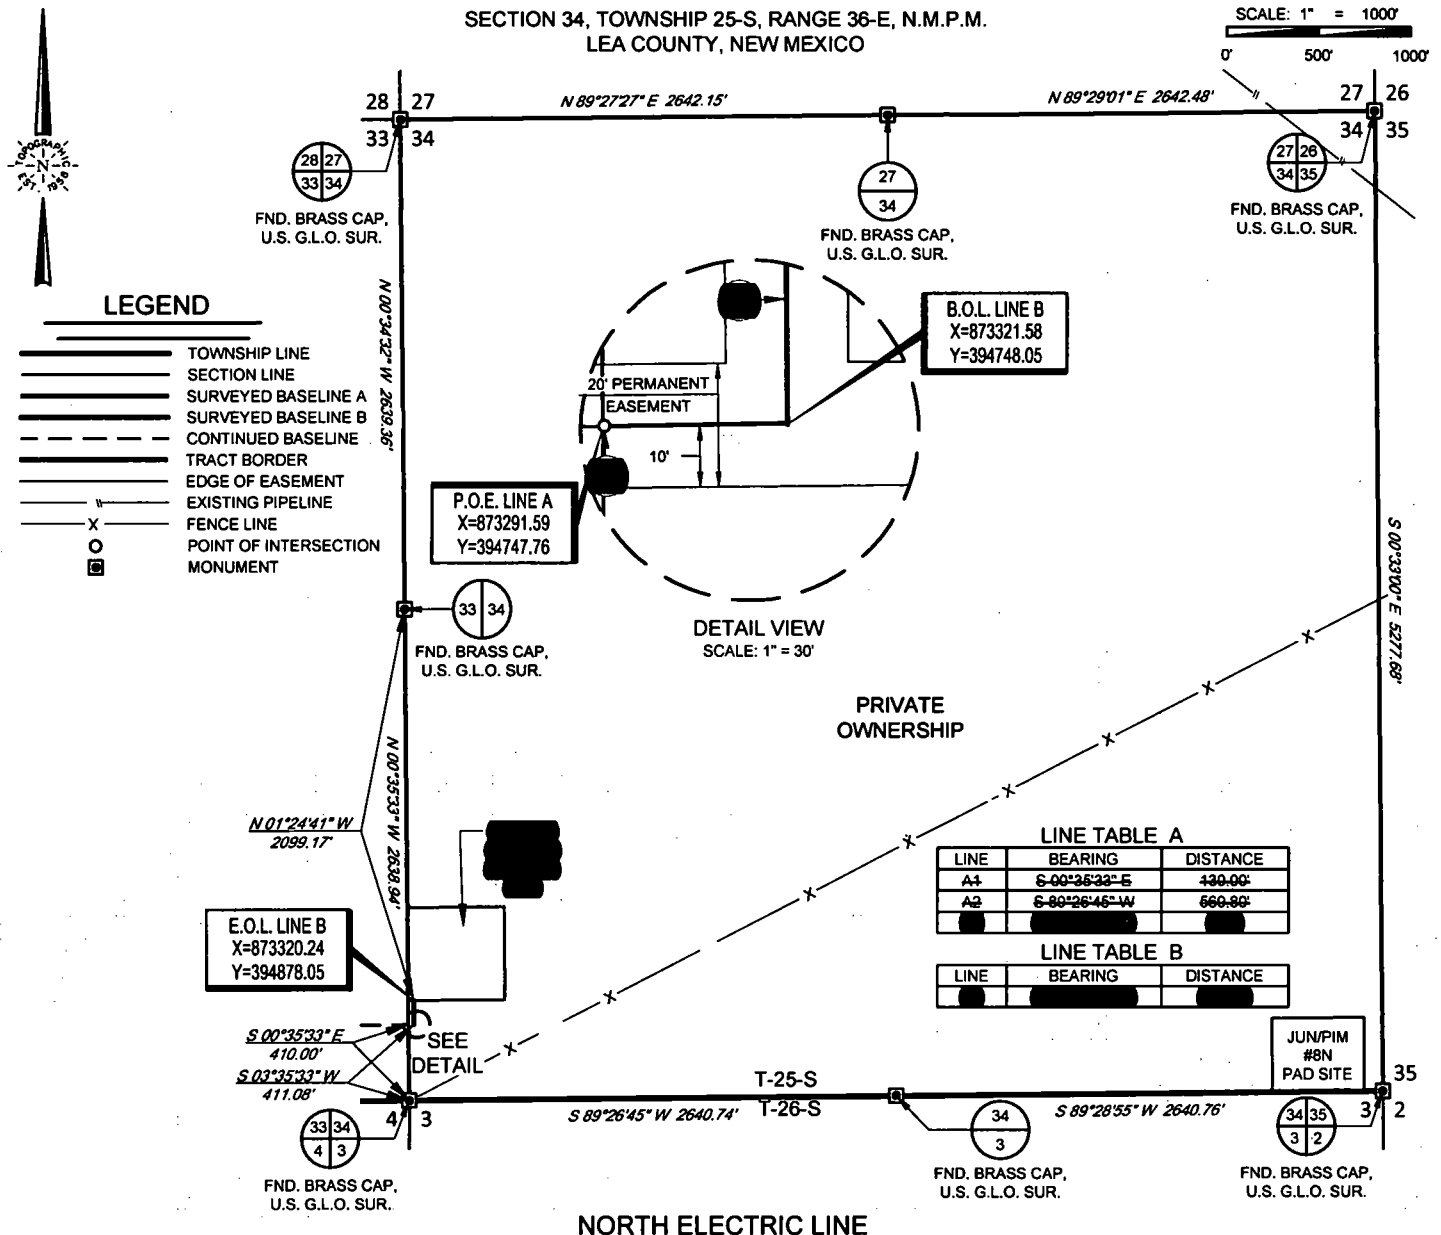 SECTION 34, TOWNSHIP 25-S, RANGE 36-E, N.M.P.M.
LEA COUNTY, NEW MEXICO
SCALE: 1" = 1000'
0' 500' 1000'
TOPOGRAPHIC
N
EST. 1958
28 27
33 34
N 89°27'27" E 2642.15'
N 89°29'01" E 2642.48'
27 26
34 35
28 27
33 34
FND. BRASS CAP,
U.S. G.L.O. SUR.
27
34
FND. BRASS CAP,
U.S. G.L.O. SUR.
27 26
34 35
FND. BRASS CAP,
U.S. G.L.O. SUR.
LEGEND
TOWNSHIP LINE
SECTION LINE
SURVEYED BASELINE A
SURVEYED BASELINE B
CONTINUED BASELINE
TRACT BORDER
EDGE OF EASEMENT
EXISTING PIPELINE
X FENCE LINE
POINT OF INTERSECTION
MONUMENT
N 00°34'32" W 2639.36'
B.O.L. LINE B
X=873321.58
Y=394748.05
20' PERMANENT
EASEMENT
10'
P.O.E. LINE A
X=873291.59
Y=394747.76
DETAIL VIEW
SCALE: 1" = 30'
33 34
FND. BRASS CAP,
U.S. G.L.O. SUR.
S 00°33'00" E 5277.68'
PRIVATE
OWNERSHIP
X
X
X
X
X
X
X
X
N 00°35'33" W 2638.94'
N 01°24'41" W
2099.17'
E.O.L. LINE B
X=873320.24
Y=394878.05
S 00°35'33" E
410.00'
S 03°35'33" W
411.08'
SEE
DETAIL
LINE TABLE A
LINE BEARING DISTANCE
A1 S 00°35'33" E 130.00'
A2 S 89°26'45" W 560.80'
LINE TABLE B
LINE BEARING DISTANCE
JUN/PIM
#8N
PAD SITE
35
4 3
T-25-S
T-26-S
S 89°26'45" W 2640.74'
S 89°28'55" W 2640.76'
3 2
33 34
4 3
FND. BRASS CAP,
U.S. G.L.O. SUR.
34
3
FND. BRASS CAP,
U.S. G.L.O. SUR.
34 35
3 2
FND. BRASS CAP,
U.S. G.L.O. SUR.
NORTH ELECTRIC LINE